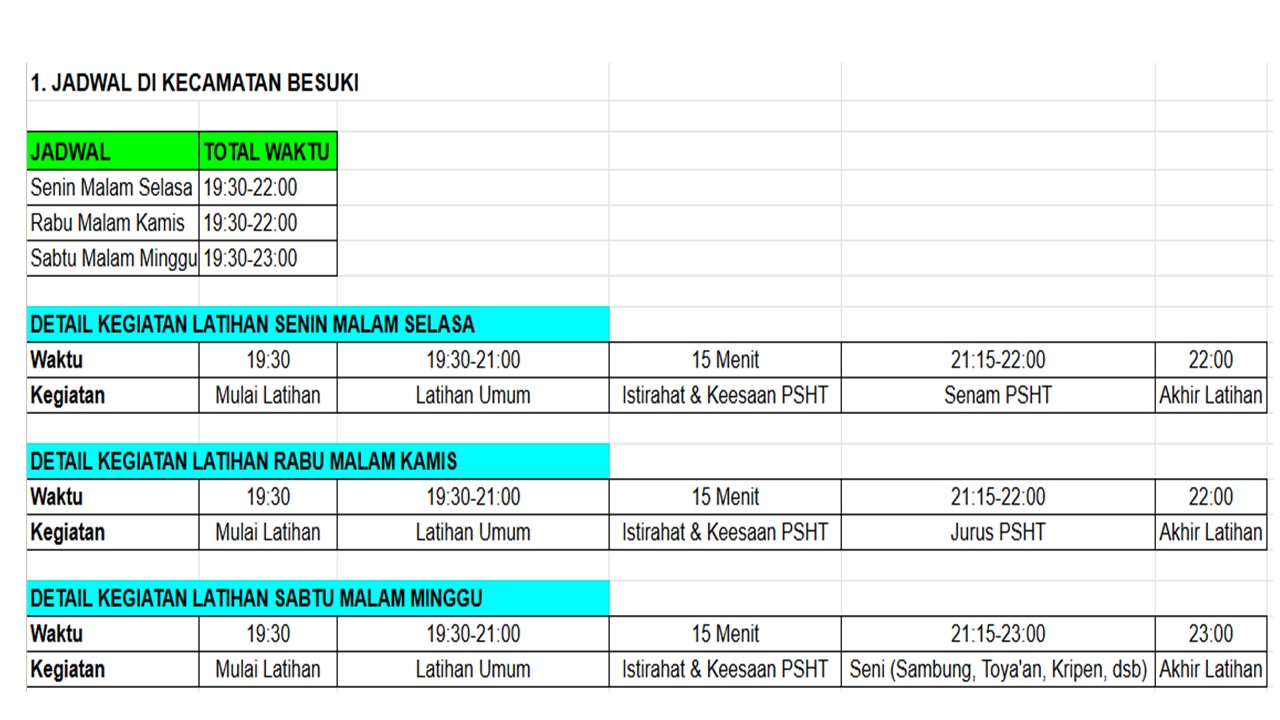 1. JADWAL DI KECAMATAN BESUKI
JADWAL TOTAL WAKTU
Senin Malam Selasa 19:30-22:00
Rabu Malam Kamis 19:30-22:00
Sabtu Malam Minggu 19:30-23:00
DETAIL KEGIATAN LATIHAN SENIN MALAM SELASA
Waktu 19:30 19:30-21:00 15 Menit 21:15-22:00 22:00
Kegiatan Mulai Latihan Latihan Umum Istirahat & Keesaan PSHT Senam PSHT Akhir Latihan
DETAIL KEGIATAN LATIHAN RABU MALAM KAMIS
Waktu 19:30 19:30-21:00 15 Menit 21:15-22:00 22:00
Kegiatan Mulai Latihan Latihan Umum Istirahat & Keesaan PSHT Jurus PSHT Akhir Latihan
DETAIL KEGIATAN LATIHAN SABTU MALAM MINGGU
Waktu 19:30 19:30-21:00 15 Menit 21:15-23:00 23:00
Kegiatan Mulai Latihan Latihan Umum Istirahat & Keesaan PSHT Seni (Sambung, Toya'an, Kripen, dsb) Akhir Latihan